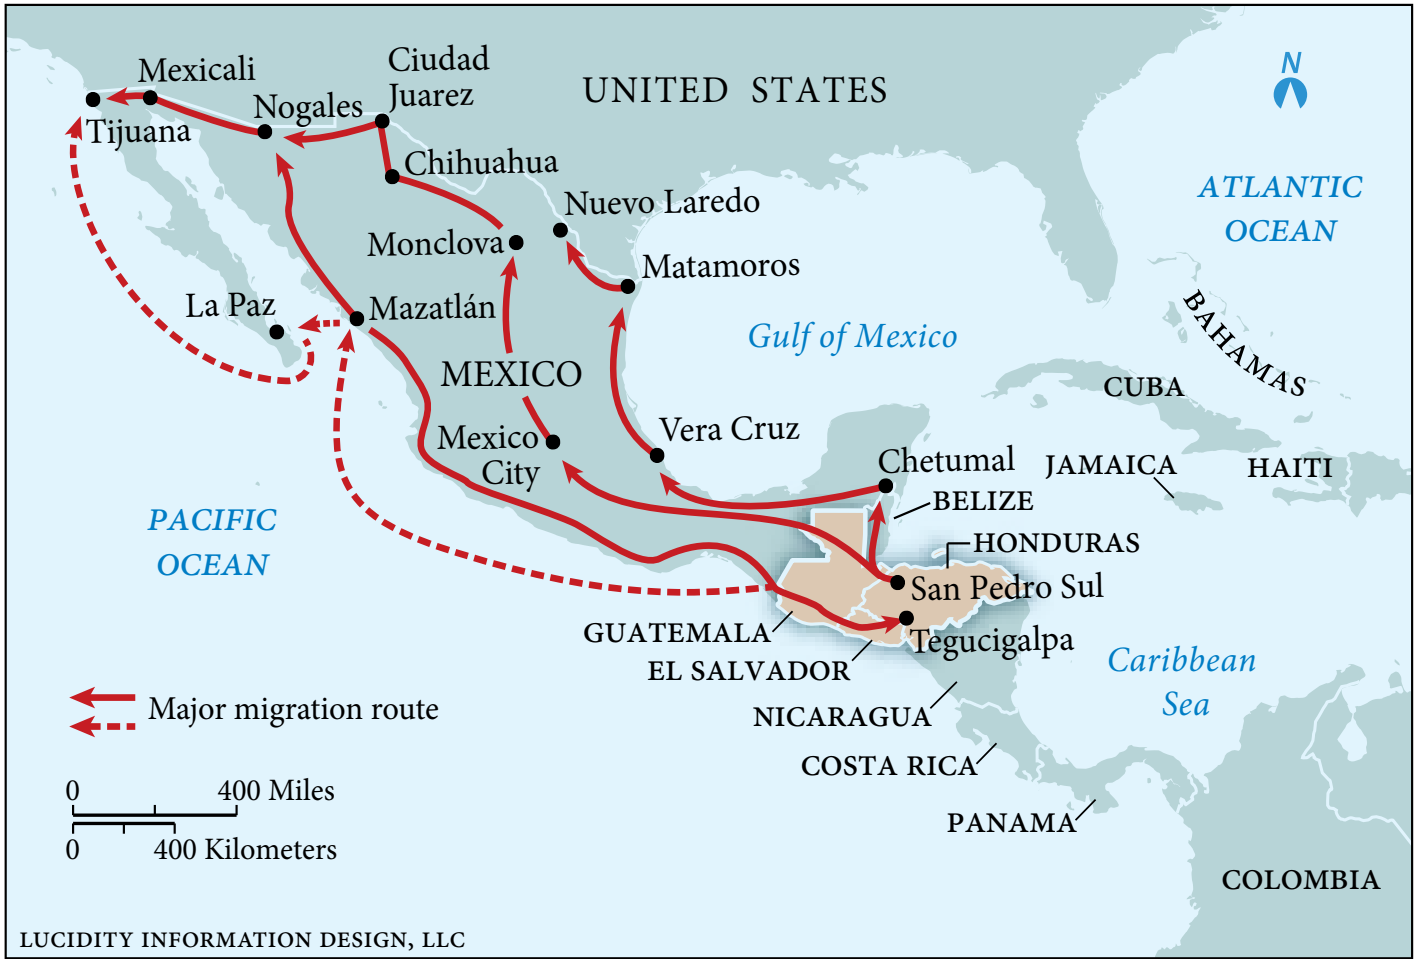 Mexicali
Ciudad
Juarez
UNITED STATES
N
Nogales
Tijuana
Chihuahua
ATLANTIC
OCEAN
Nuevo Laredo
Monclova
Matamoros
La Paz
Mazatlán
Gulf of Mexico
BAHAMAS
MEXICO
CUBA
Mexico
City
Vera Cruz
Chetumal
JAMAICA
HAITI
BELIZE
PACIFIC
OCEAN
HONDURAS
San Pedro Sul
GUATEMALA
Tegucigalpa
EL SALVADOR
Caribbean
Sea
Major migration route
NICARAGUA
COSTA RICA
0 400 Miles
PANAMA
0 400 Kilometers
COLOMBIA
LUCIDITY INFORMATION DESIGN, LLC